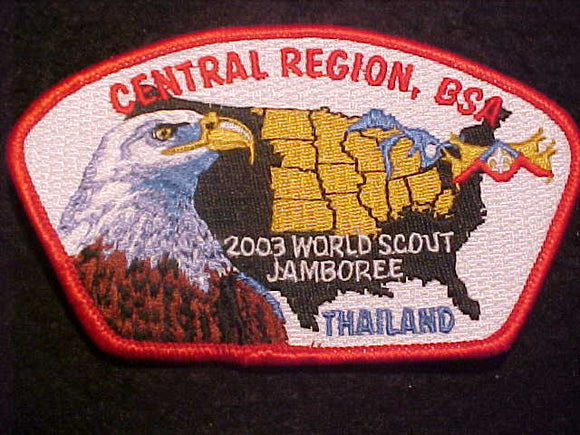 CENTRAL REGION, BSA
2003 WORLD SCOUT
JAMBOREE
THAILAND